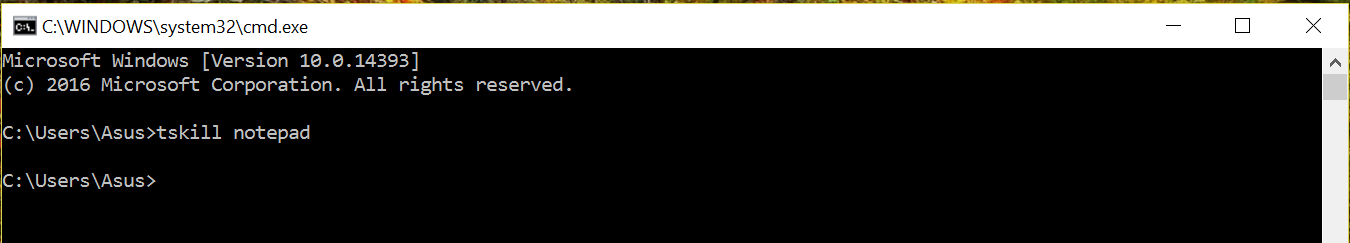 C:\WINDOWS\system32\cmd.exe
Microsoft Windows [Version 10.0.14393]
(c) 2016 Microsoft Corporation. All rights reserved.
C:\Users\Asus>tskill notepad
C:\Users\Asus>